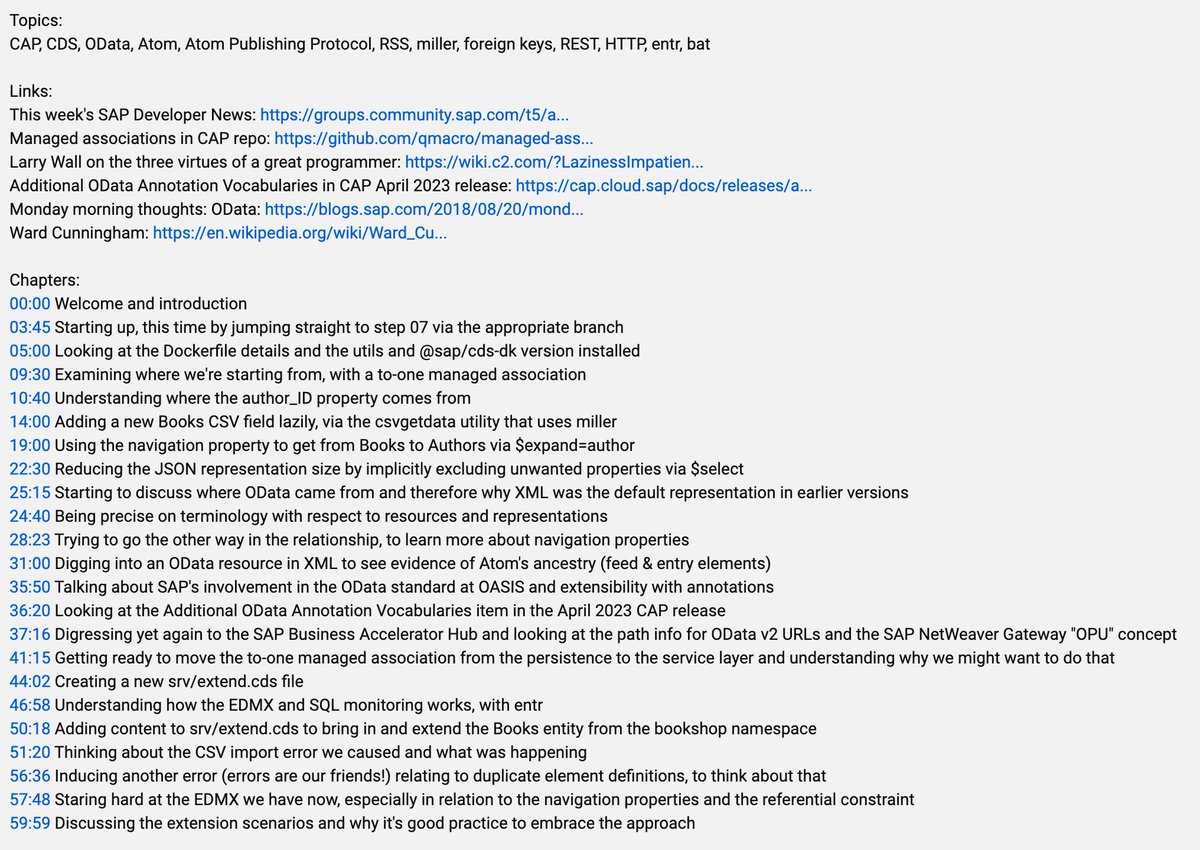 Topics:
CAP, CDS, OData, Atom, Atom Publishing Protocol, RSS, miller, foreign keys, REST, HTTP, entr, bat
Links:
This week's SAP Developer News: https://groups.community.sap.com/t5/a...
Managed associations in CAP repo: https://github.com/qmacro/managed-ass...
Larry Wall on the three virtues of a great programmer: https://wiki.c2.com/?LazinessImpatien...
Additional OData Annotation Vocabularies in CAP April 2023 release: https://cap.cloud.sap/docs/releases/a...
Monday morning thoughts: OData: https://blogs.sap.com/2018/08/20/mond...
Ward Cunningham: https://en.wikipedia.org/wiki/Ward_Cu...
Chapters:
00:00 Welcome and introduction
03:45 Starting up, this time by jumping straight to step 07 via the appropriate branch
05:00 Looking at the Dockerfile details and the utils and @sap/cds-dk version installed
09:30 Examining where we're starting from, with a to-one managed association
10:40 Understanding where the author_ID property comes from
14:00 Adding a new Books CSV field lazily, via the csvgetdata utility that uses miller
19:00 Using the navigation property to get from Books to Authors via $expand=author
22:30 Reducing the JSON representation size by implicitly excluding unwanted properties via $select
25:15 Starting to discuss where OData came from and therefore why XML was the default representation in earlier versions
24:40 Being precise on terminology with respect to resources and representations
28:23 Trying to go the other way in the relationship, to learn more about navigation properties
31:00 Digging into an OData resource in XML to see evidence of Atom's ancestry (feed & entry elements)
35:50 Talking about SAP's involvement in the OData standard at OASIS and extensibility with annotations
36:20 Looking at the Additional OData Annotation Vocabularies item in the April 2023 CAP release
37:16 Digressing yet again to the SAP Business Accelerator Hub and looking at the path info for OData v2 URLs and the SAP NetWeaver Gateway "OPU" concept
41:15 Getting ready to move the to-one managed association from the persistence to the service layer and understanding why we might want to do that
44:02 Creating a new srv/extend.cds file
46:58 Understanding how the EDMX and SQL monitoring works, with entr
50:18 Adding content to srv/extend.cds to bring in and extend the Books entity from the bookshop namespace
51:20 Thinking about the CSV import error we caused and what was happening
56:36 Inducing another error (errors are our friends!) relating to duplicate element definitions, to think about that
57:48 Staring hard at the EDMX we have now, especially in relation to the navigation properties and the referential constraint
59:59 Discussing the extension scenarios and why it's good practice to embrace the approach